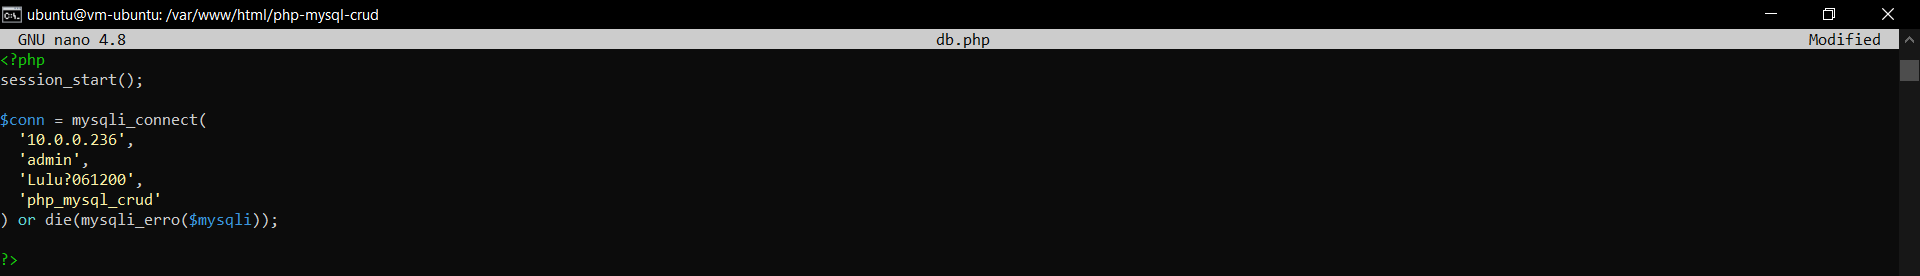 ubuntu@vm-ubuntu: /var/www/html/php-mysql-crud
GNU nano 4.8 db.php Modified
<?php
session_start();
$conn = mysqli_connect(
'10.0.0.236',
'admin',
'Lulu?061200',
'php_mysql_crud'
) or die(mysqli_erro($mysqli));
?>